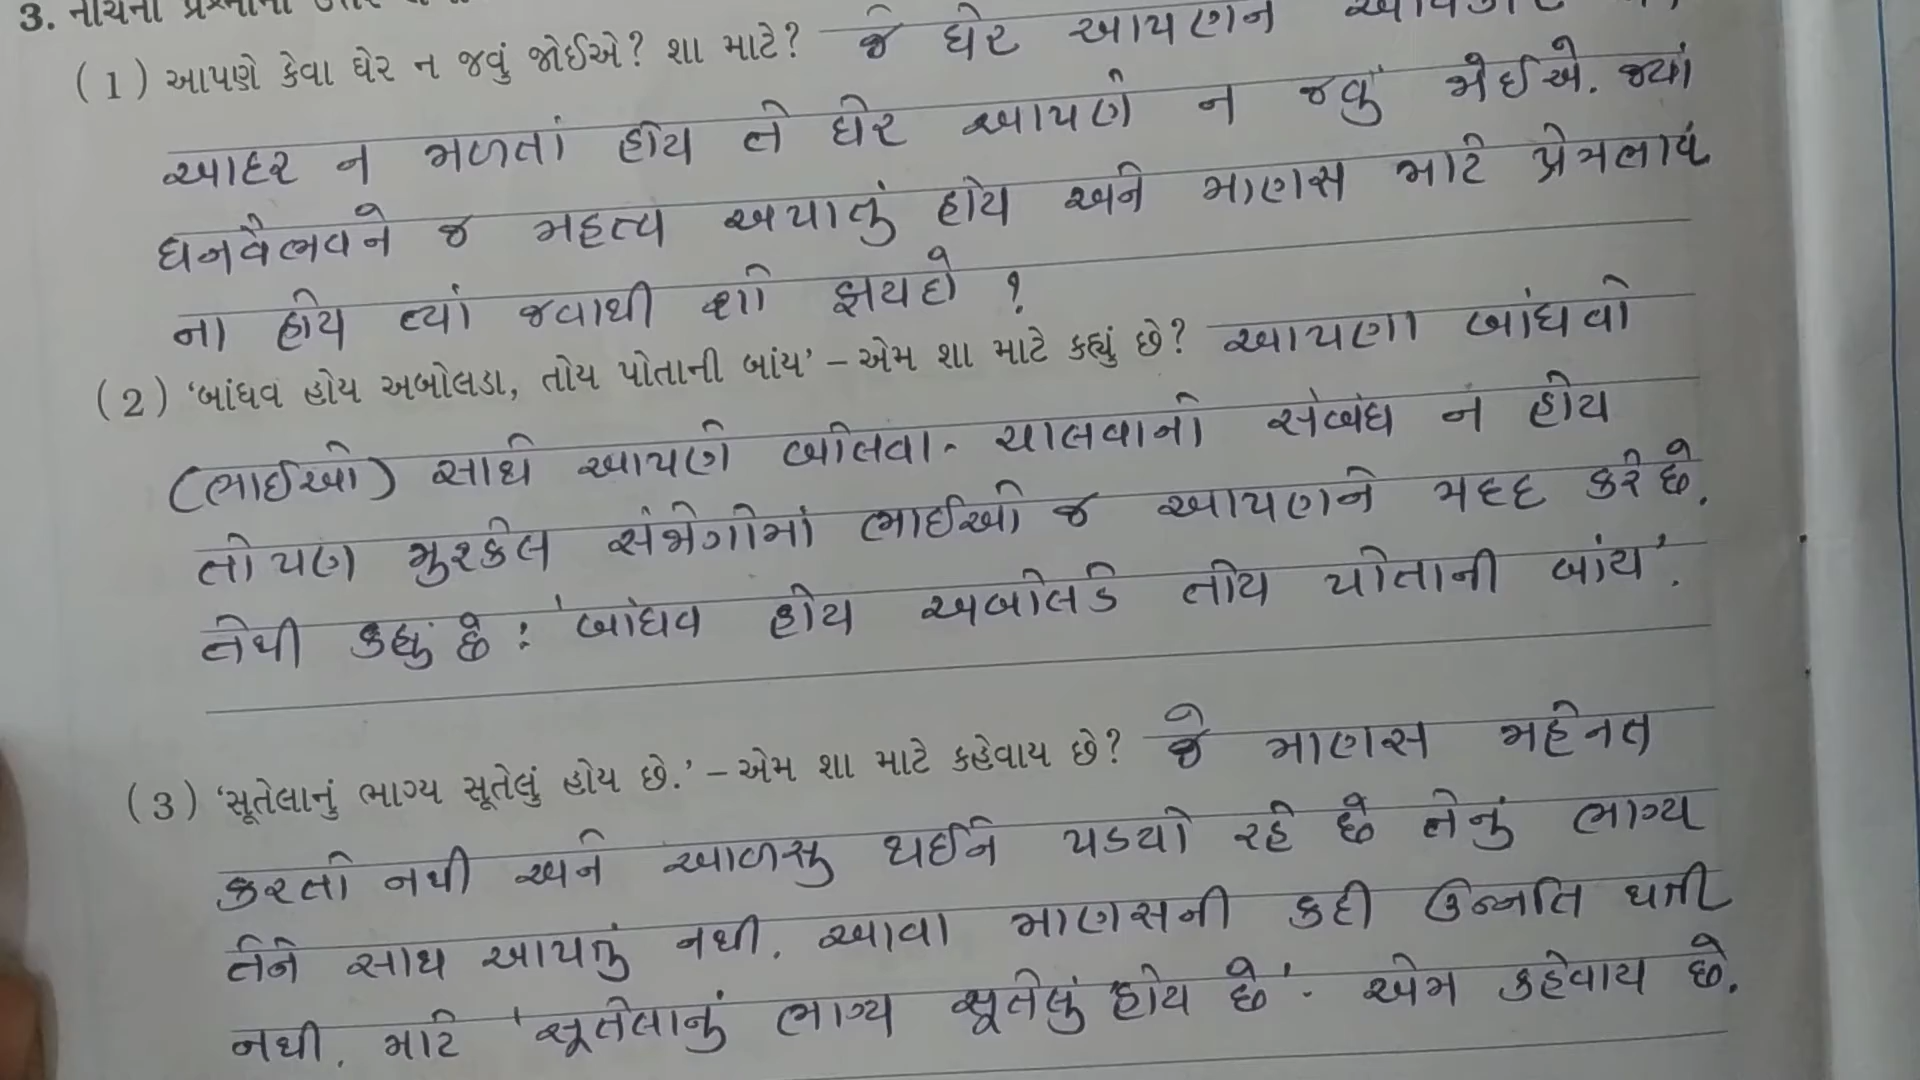 3. નીચેના પ્રશ્નોના
(1) આપણે કેવા ઘેર ન જવું જોઈએ? શા માટે? જે ઘેર આપણને
આદર ન મળતાં હોય તે ઘેર આપણે ન જવું જોઈએ. જ્યાં
ધનવૈભવને જ મહત્વ અપાતું હોય અને માણસ માટે પ્રેમભાવ
ના હોય ત્યાં જવાથી શો ફાયદો ?
(2) ‘બાંધવ હોય અબોલડા, તોય પોતાની બાંય’ – એમ શા માટે કહ્યું છે? આપણા બાંધવો
(ભાઈઓ) સાથે આપણે બોલવા- ચાલવાનો સંબંધ ન હોય
તો પણ મુશ્કેલ સંજોગોમાં ભાઈઓ જ આપણને મદદ કરે છે.
તેથી કહ્યું છે : 'બાંધવ હોય અબોલડે તોય પોતાની બાંય'.
(3) ‘સૂતેલાનું ભાગ્ય સૂતેલું હોય છે.’ – એમ શા માટે કહેવાય છે? જે માણસ મહેનત
કરતો નથી અને આળસુ થઈને પડયો રહે છે તેનું ભાગ્ય
તેને સાથ આપતું નથી. આવા માણસની કદી ઉન્નતિ થતી
નથી. માટે 'સૂતેલાનું ભાગ્ય સૂતેલું હોય છે'. એમ કહેવાય છે.